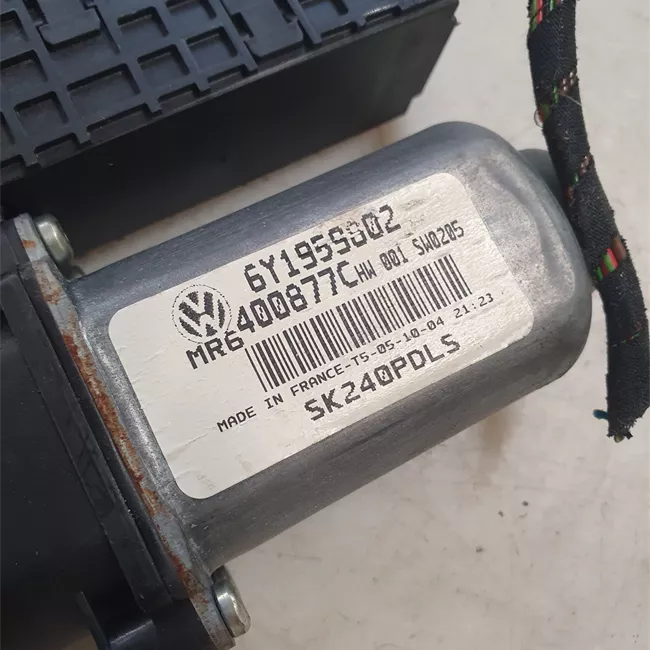 6Y1959802
MR6400877C HW 001 SW0205
MADE IN FRANCE-T5-05-10-04 21:23
SK240PDLS